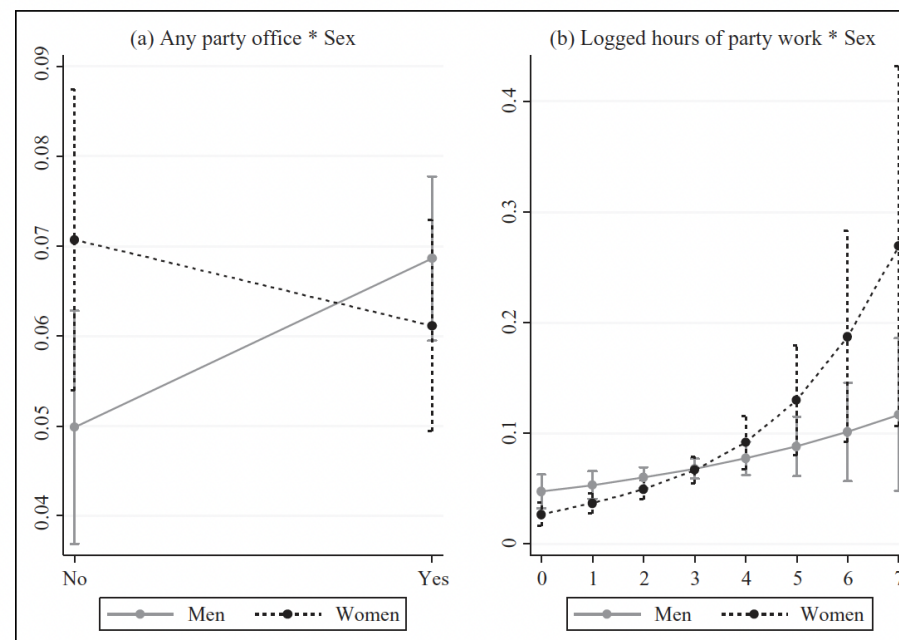 (a) Any party office * Sex
0.09
0.08
0.07
0.06
0.05
0.04
No Yes
Men Women
(b) Logged hours of party work * Sex
0.4
0.3
0.2
0.1
0
0 1 2 3 4 5 6 7
Men Women